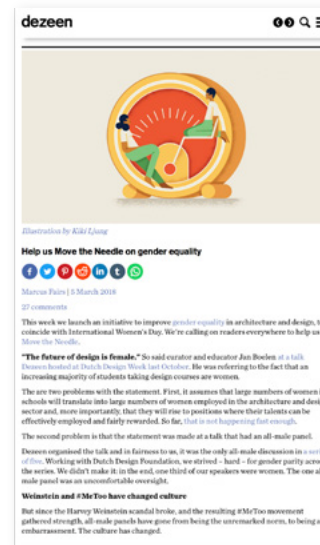 dezeen
Illustration by Kiki Ljung
Help us Move the Needle on gender equality
Marcus Fairs | 5 March 2018
27 comments
This week we launch an initiative to improve gender equality in architecture and design, t
coincide with International Women's Day. We're calling on readers everywhere to help us
Move the Needle.
"The future of design is female." So said curator and educator Jan Boelen at a talk
Dezeen hosted at Dutch Design Week last October. He was referring to the fact that an
increasing majority of students taking design courses are women.
The are two problems with the statement. First, it assumes that large numbers of women i
schools will translate into large numbers of women employed in the architecture and desi
sector and, more importantly, that they will rise to positions where their talents can be
effectively employed and fairly rewarded. So far, that is not happening fast enough.
The second problem is that the statement was made at a talk that had an all-male panel.
Dezeen organised the talk and in fairness to us, it was the only all-male discussion in a seri
of five. Working with Dutch Design Foundation, we strived – hard – for gender parity acro
the series. We didn't make it: in the end, one third of our speakers were women. The one al
male panel was an uncomfortable oversight.
Weinstein and #MeToo have changed culture
But since the Harvey Weinstein scandal broke, and the resulting #MeToo movement
gathered strength, all-male panels have gone from being the unremarked norm, to being a
embarrassment. The culture has changed.